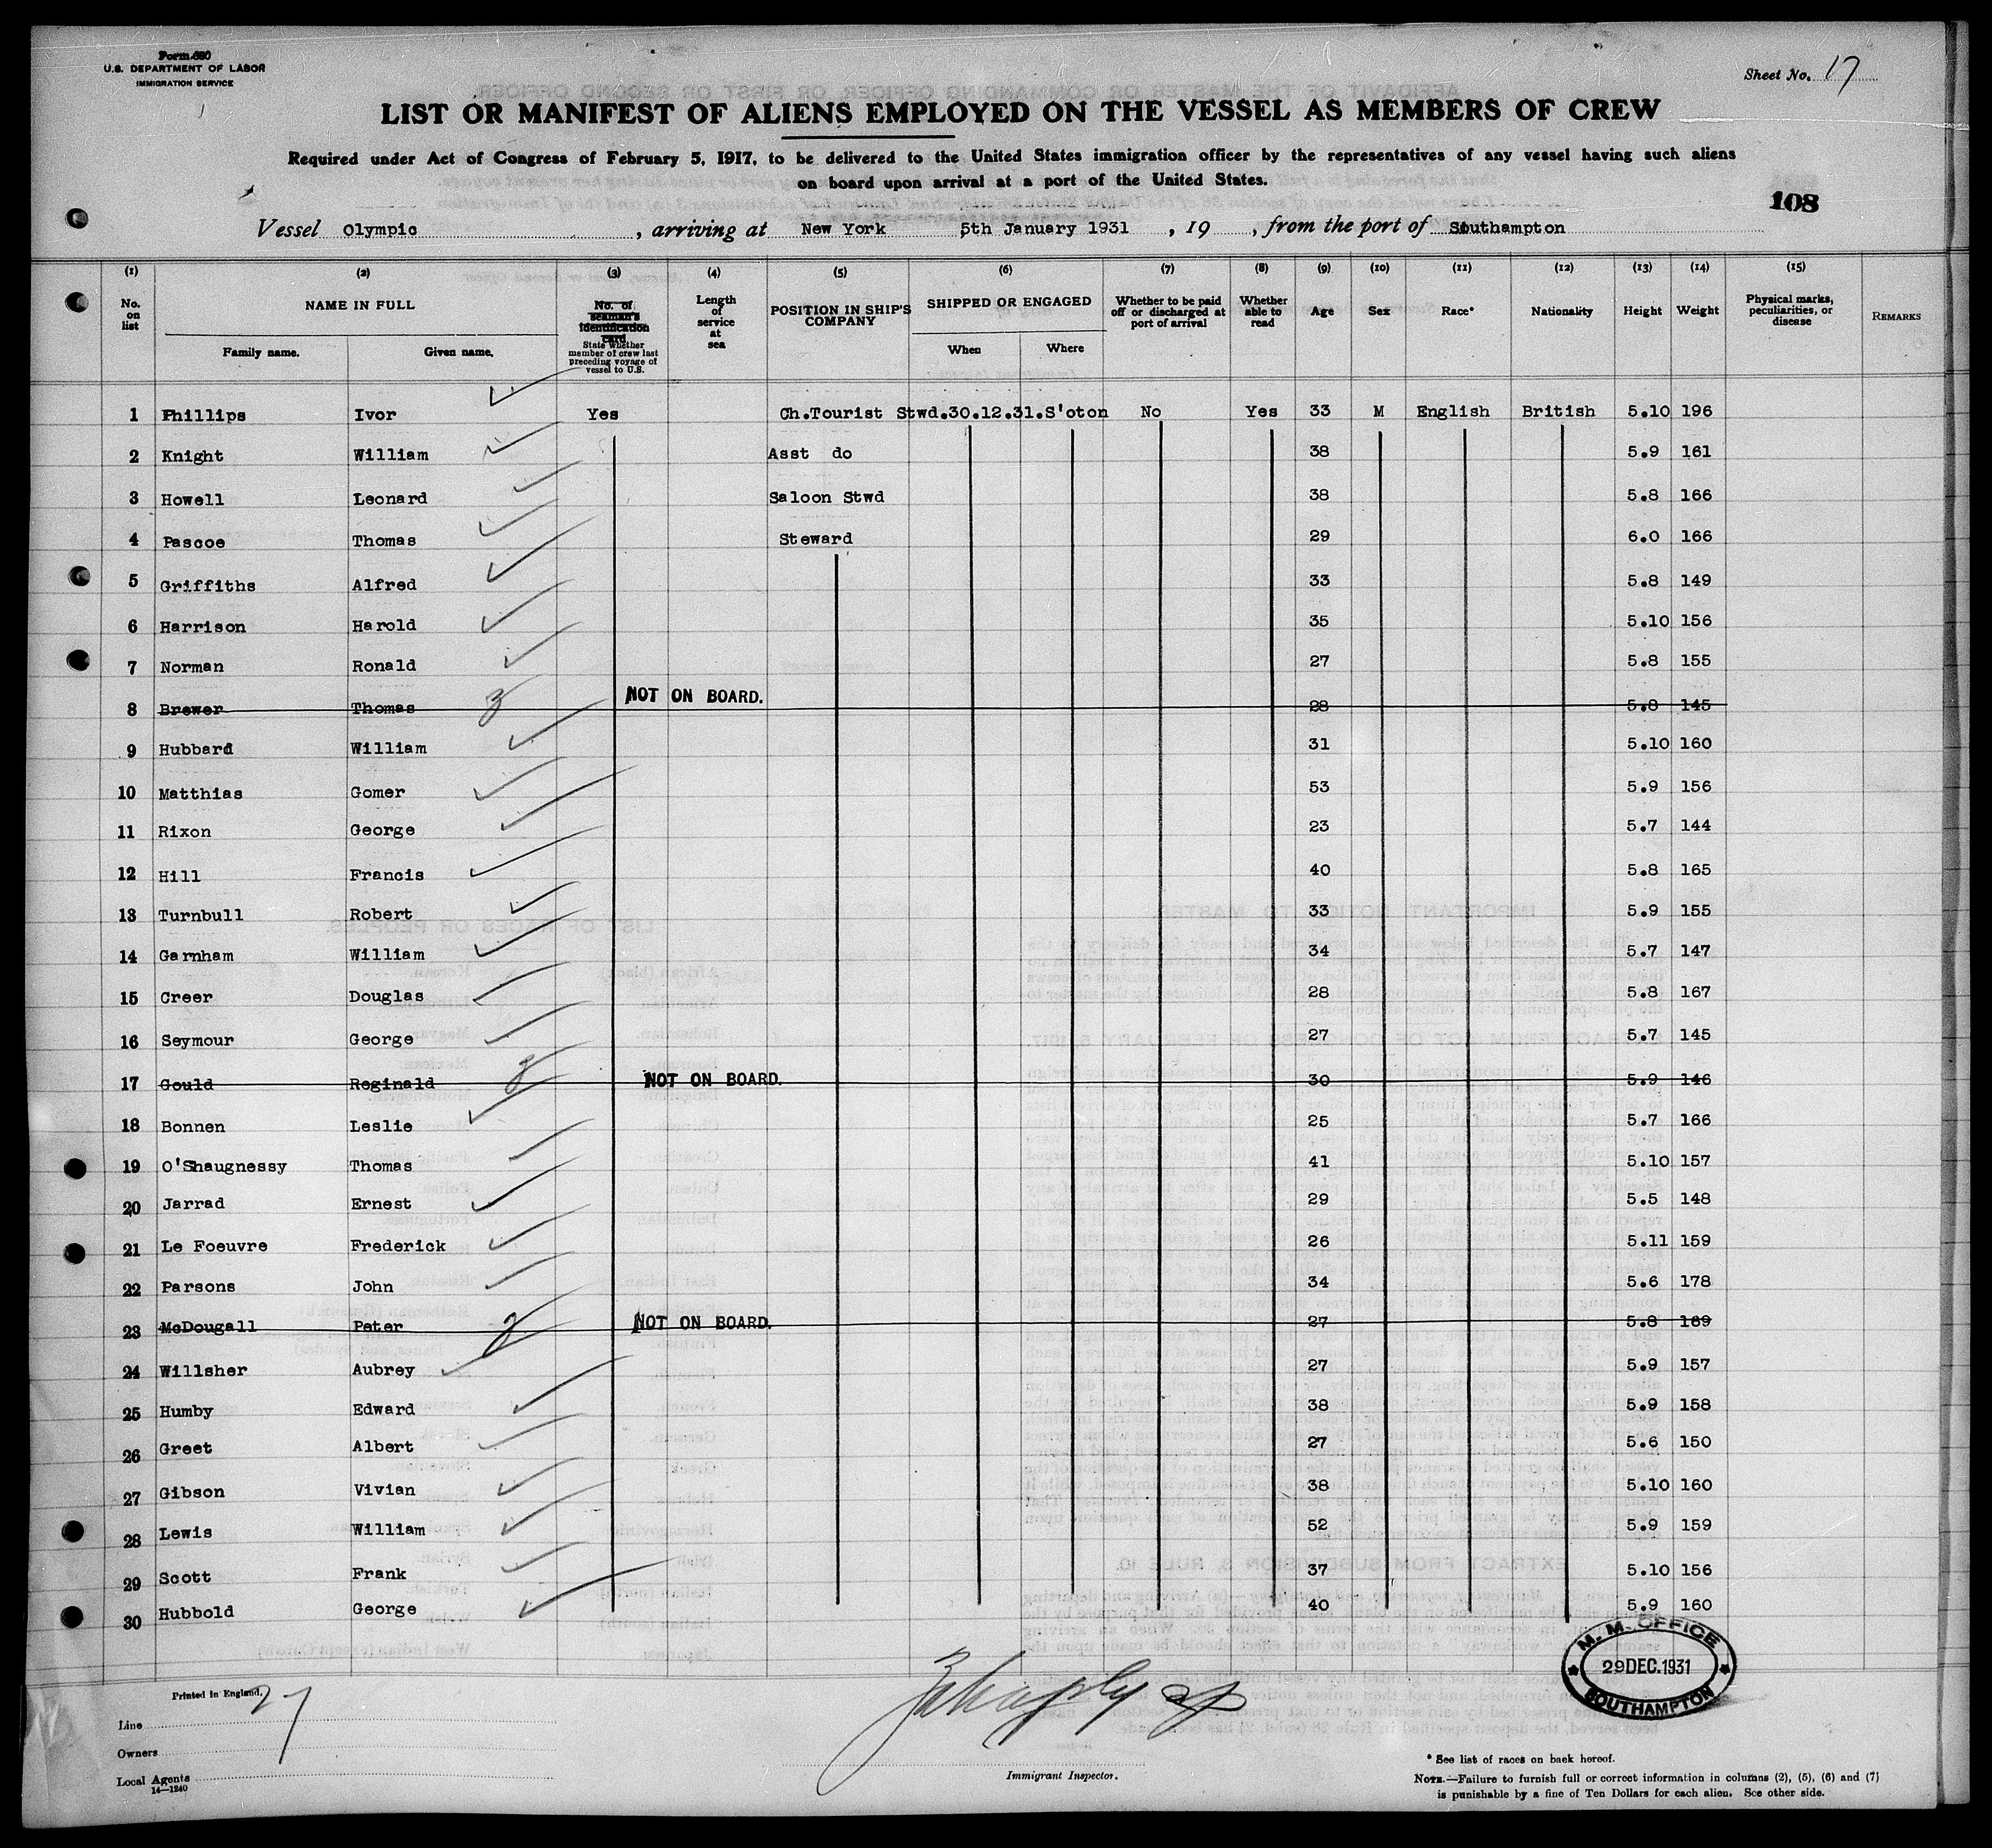 Form 680
U.S. DEPARTMENT OF LABOR
IMMIGRATION SERVICE
Sheet No. 17
LIST OR MANIFEST OF ALIENS EMPLOYED ON THE VESSEL AS MEMBERS OF CREW
Required under Act of Congress of February 5, 1917, to be delivered to the United States immigration officer by the representatives of any vessel having such aliens
on board upon arrival at a port of the United States.
108
Vessel Olympic, arriving at New York 5th January 1931, 19, from the port of Southampton
(1) (2) (3) (4) (5) (6) (7) (8) (9) (10) (11) (12) (13) (14) (15)
No. on list NAME IN FULL Family name. Given name. No. of seaman's identification card State whether member of crew last preceding voyage of vessel to U.S. Length of service at sea POSITION IN SHIP'S COMPANY SHIPPED OR ENGAGED When Where Whether to be paid off or discharged at port of arrival Whether able to read Age Sex Race* Nationality Height Weight Physical marks, peculiarities, or disease REMARKS
1 Phillips Ivor Yes Ch.Tourist Stwd.30.12.31.S'oton No Yes 33 M English British 5.10 196
2 Knight William Asst do 38 5.9 161
3 Howell Leonard Saloon Stwd 38 5.8 166
4 Pascoe Thomas Steward 29 6.0 166
5 Griffiths Alfred 33 5.8 149
6 Harrison Harold 35 5.10 156
7 Norman Ronald 27 5.8 155
8 Brewer Thomas NOT ON BOARD. 28 5.8 145
9 Hubbard William 31 5.10 160
10 Matthias Gomer 53 5.9 156
11 Rixon George 23 5.7 144
12 Hill Francis 40 5.8 165
13 Turnbull Robert 33 5.9 155
14 Garnham William 34 5.7 147
15 Creer Douglas 28 5.8 167
16 Seymour George 27 5.7 145
17 Gould Reginald NOT ON BOARD. 30 5.9 146
18 Bonnen Leslie 25 5.7 166
19 O'Shaugnessy Thomas 41 5.10 157
20 Jarrad Ernest 29 5.5 148
21 Le Foeuvre Frederick 26 5.11 159
22 Parsons John 34 5.6 178
23 McDougall Peter NOT ON BOARD. 27 5.8 189
24 Willsher Aubrey 27 5.9 157
25 Humby Edward 38 5.9 158
26 Greet Albert 27 5.6 150
27 Gibson Vivian 38 5.10 160
28 Lewis William 52 5.9 159
29 Scott Frank 37 5.10 156
30 Hubbold George 40 5.9 160
M. M. OFFICE
29 DEC. 1931
SOUTHAMPTON
Printed in England.
27
Line
Owners
Local Agents
14—1240
Immigrant Inspector.
* See list of races on back hereof.
NOTE.—Failure to furnish full or correct information in columns (2), (5), (6) and (7)
is punishable by a fine of Ten Dollars for each alien. See other side.